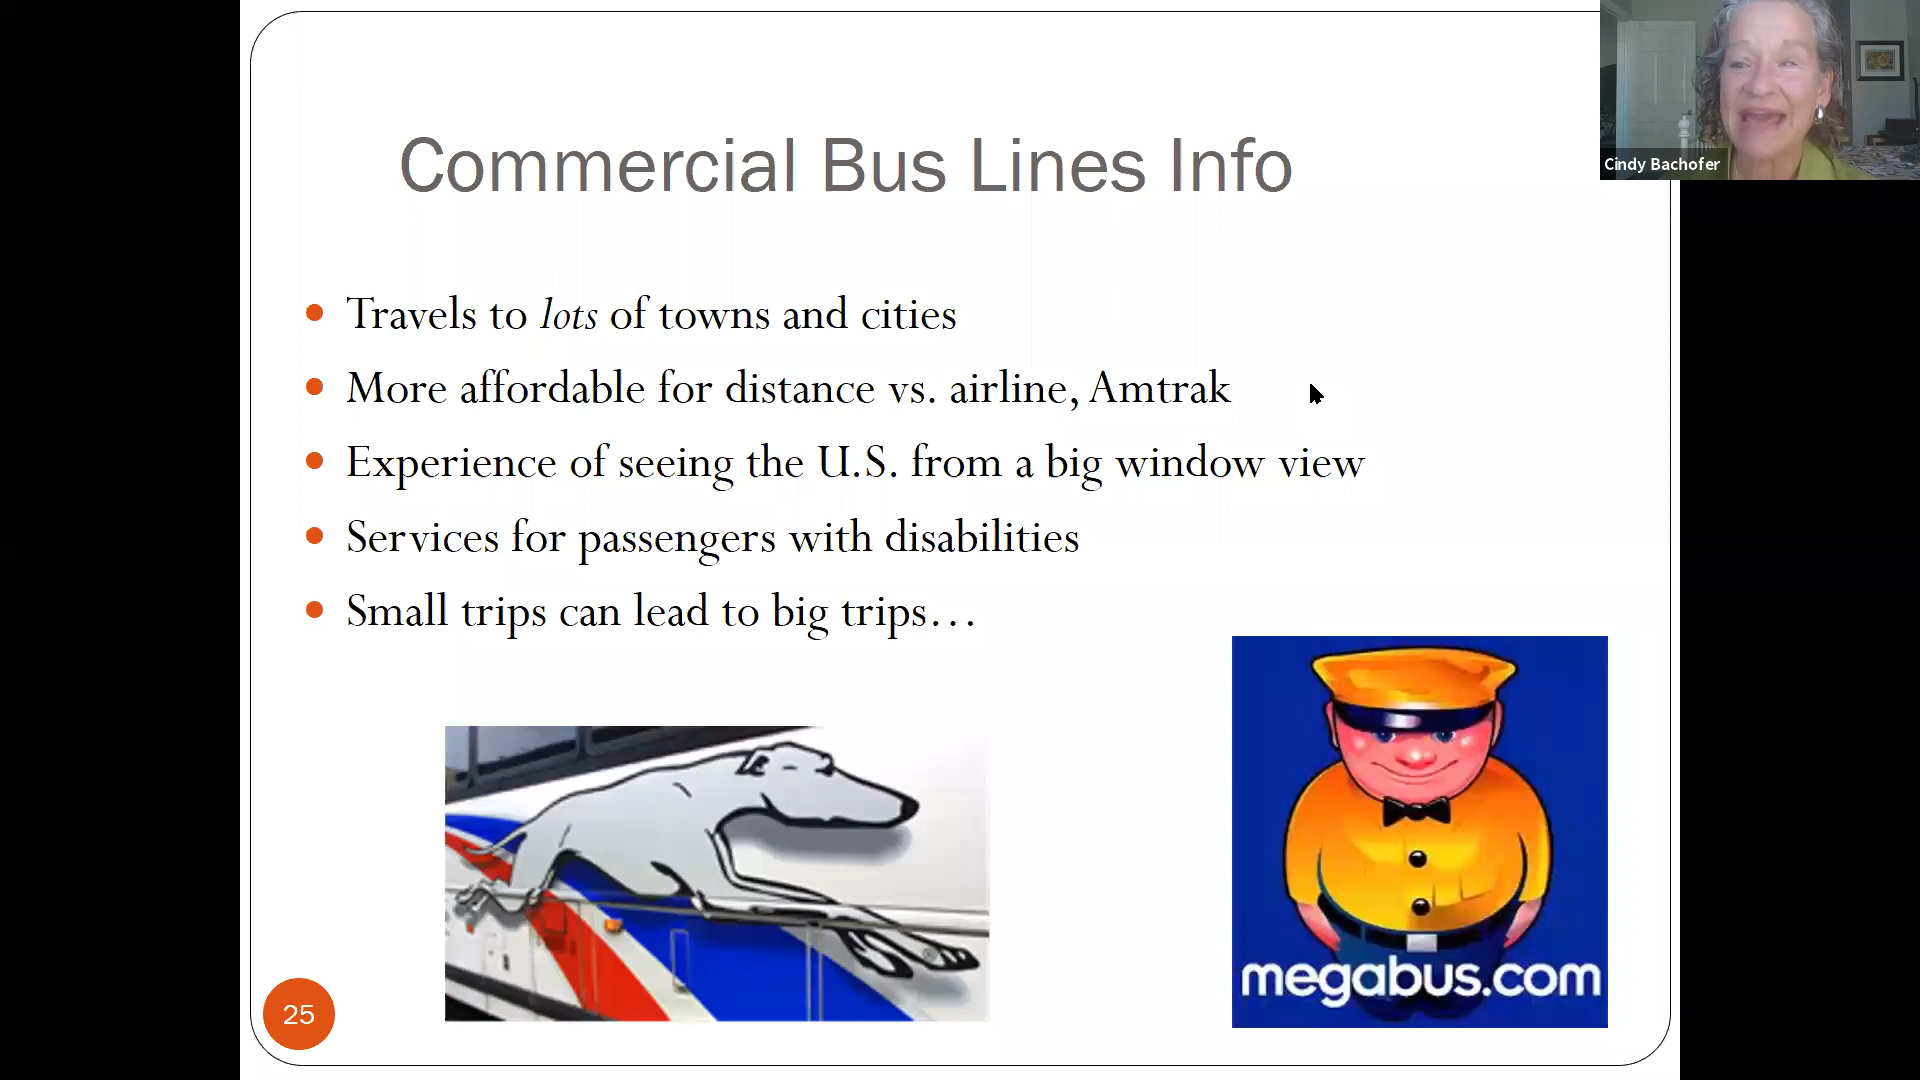 Commercial Bus Lines Info
Cindy Bachofer
Travels to lots of towns and cities
More affordable for distance vs. airline, Amtrak
Experience of seeing the U.S. from a big window view
Services for passengers with disabilities
Small trips can lead to big trips…
megabus.com
25